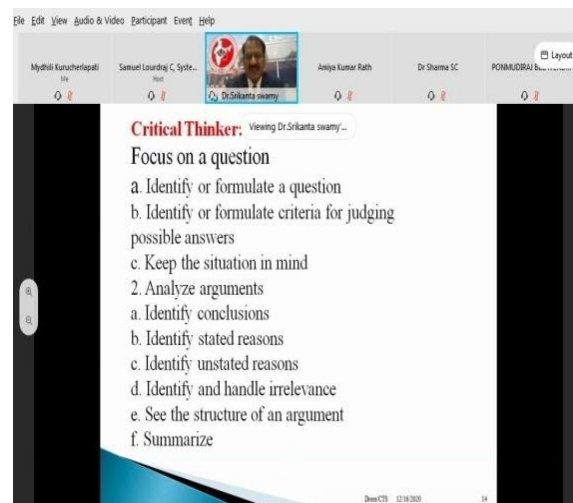 File Edit View Audio & Video Participant Event Help
Layout
Mydhili Kurucherlapati
Me
Samuel Lourdraj C, Syste...
Host
Dr.Srikanta swamy
Amiya Kumar Rath
Dr Sharma SC
PONMUDIRAJ
Viewing Dr.Srikanta swamy'...
Critical Thinker:
Focus on a question
a. Identify or formulate a question
b. Identify or formulate criteria for judging
possible answers
c. Keep the situation in mind
2. Analyze arguments
a. Identify conclusions
b. Identify stated reasons
c. Identify unstated reasons
d. Identify and handle irrelevance
e. See the structure of an argument
f. Summarize
12/16/2020
14